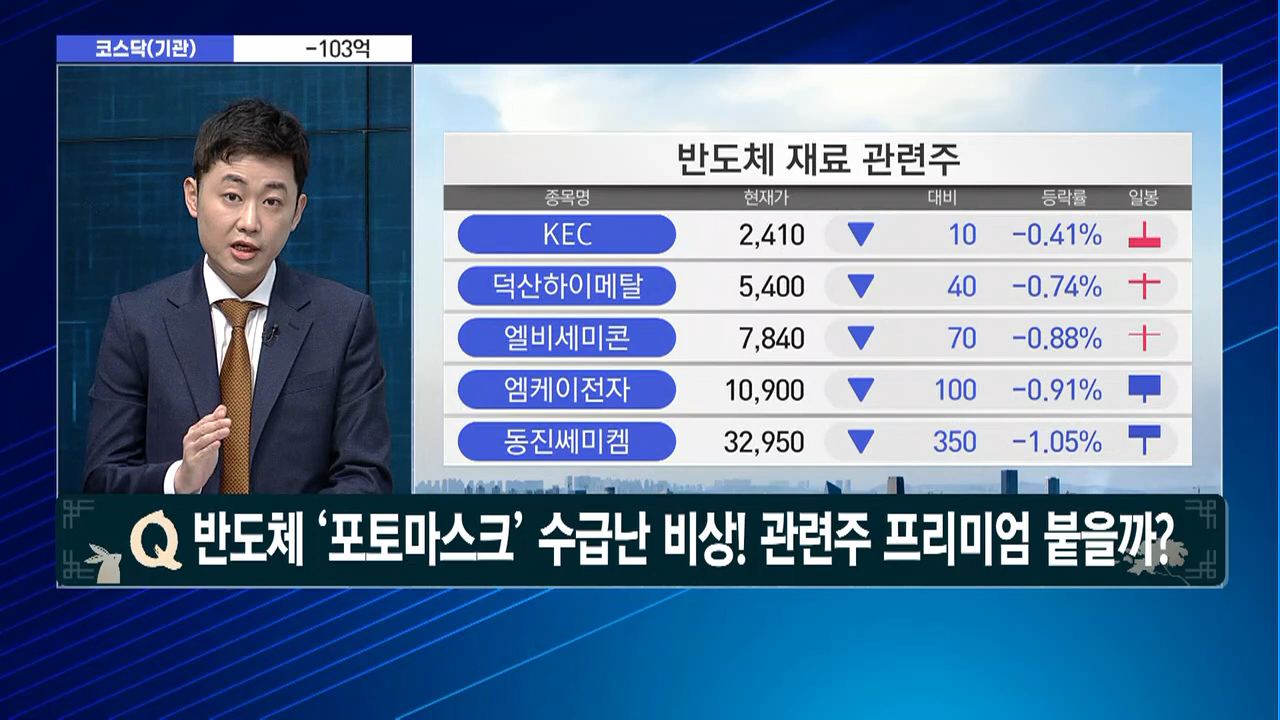 코스닥(기관) -103억
반도체 재료 관련주
종목명 현재가 대비 등락률 일봉
KEC 2,410 ▼ 10 -0.41%
덕산하이메탈 5,400 ▼ 40 -0.74%
엘비세미콘 7,840 ▼ 70 -0.88%
엠케이전자 10,900 ▼ 100 -0.91%
동진쎄미켐 32,950 ▼ 350 -1.05%
Q 반도체 ‘포토마스크’ 수급난 비상! 관련주 프리미엄 붙을까?